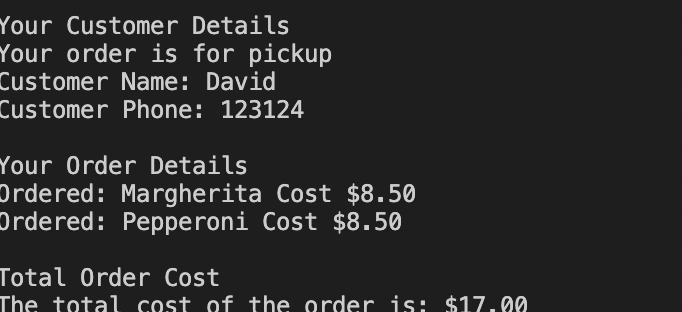 Your Customer Details
Your order is for pickup
Customer Name: David
Customer Phone: 123124
Your Order Details
Ordered: Margherita Cost $8.50
Ordered: Pepperoni Cost $8.50
Total Order Cost
The total cost of the order is: $17.00